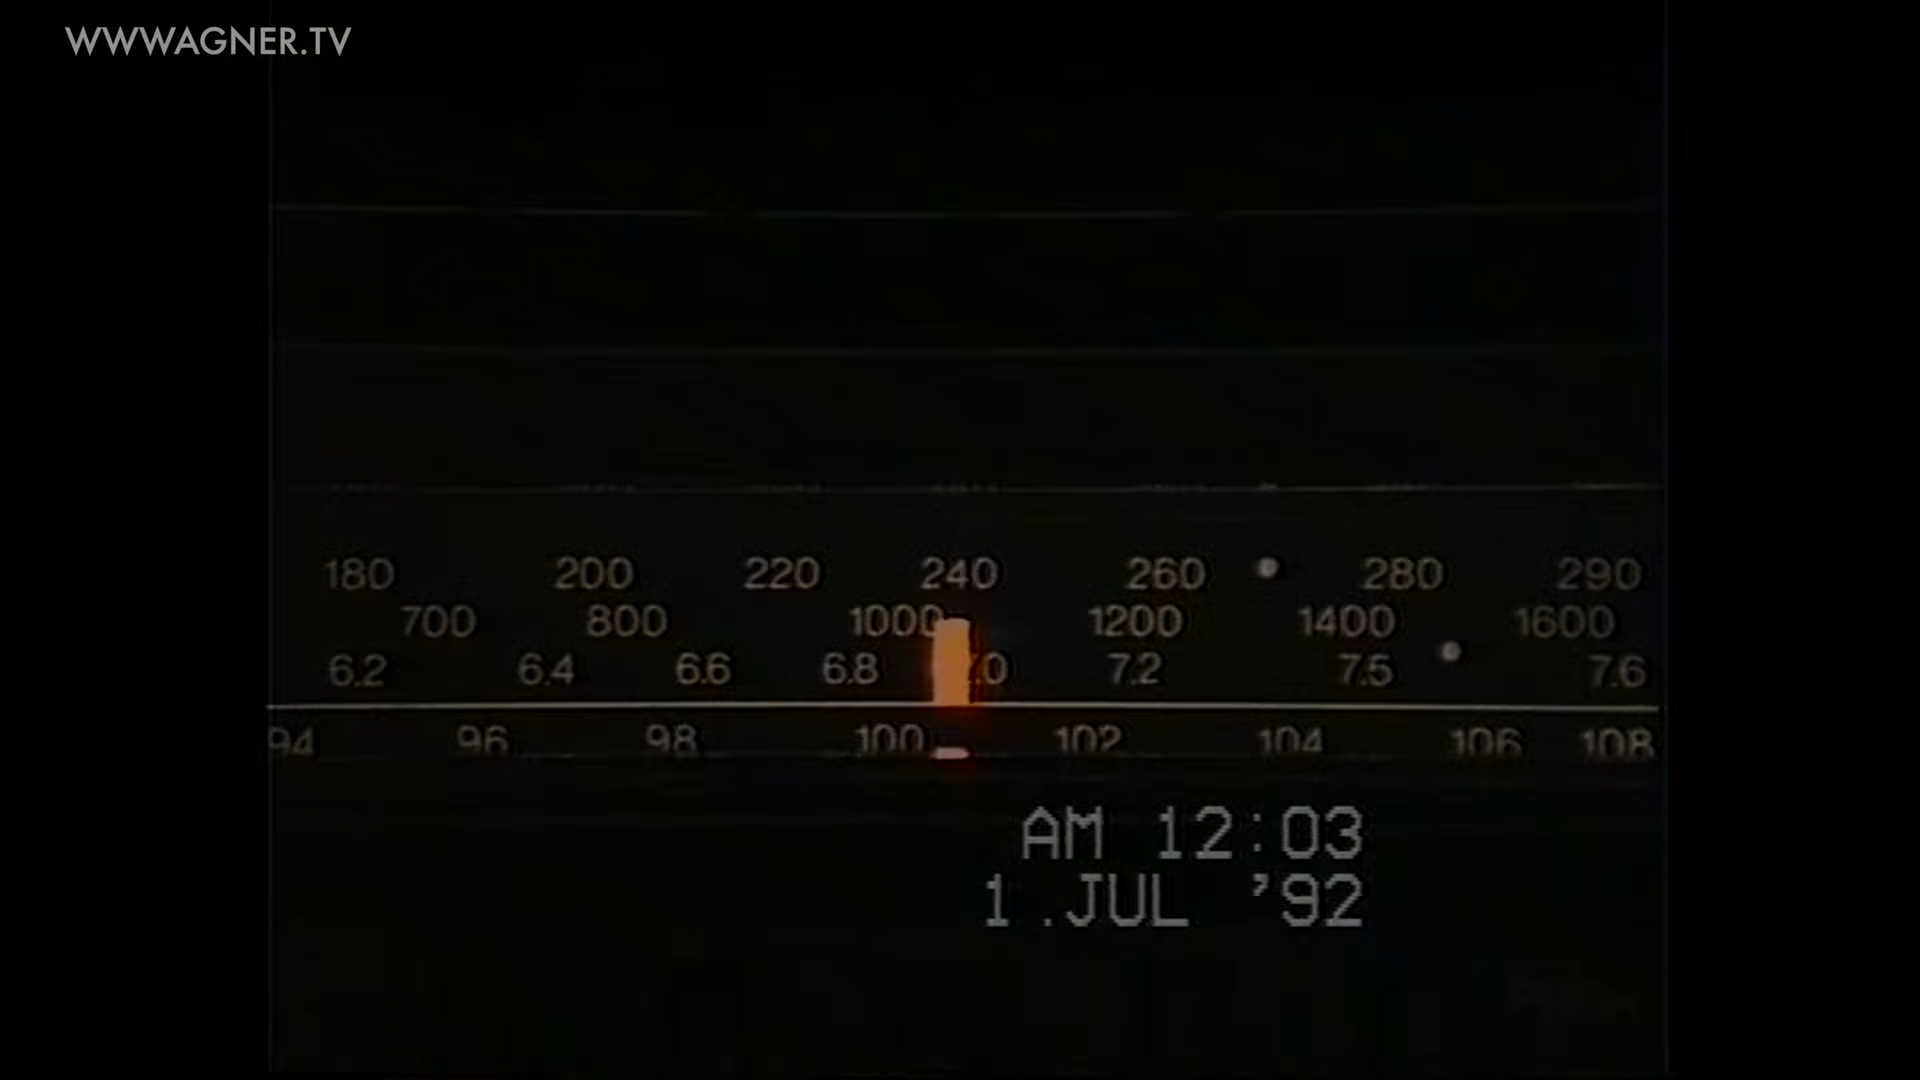 WWWAGNER.TV
180 200 220 240 260 280 290
700 800 1000 1200 1400 1600
6.2 6.4 6.6 6.8 7.2 7.5 7.6
94 96 98 100 102 104 106 108
AM 12:03
1.JUL '92